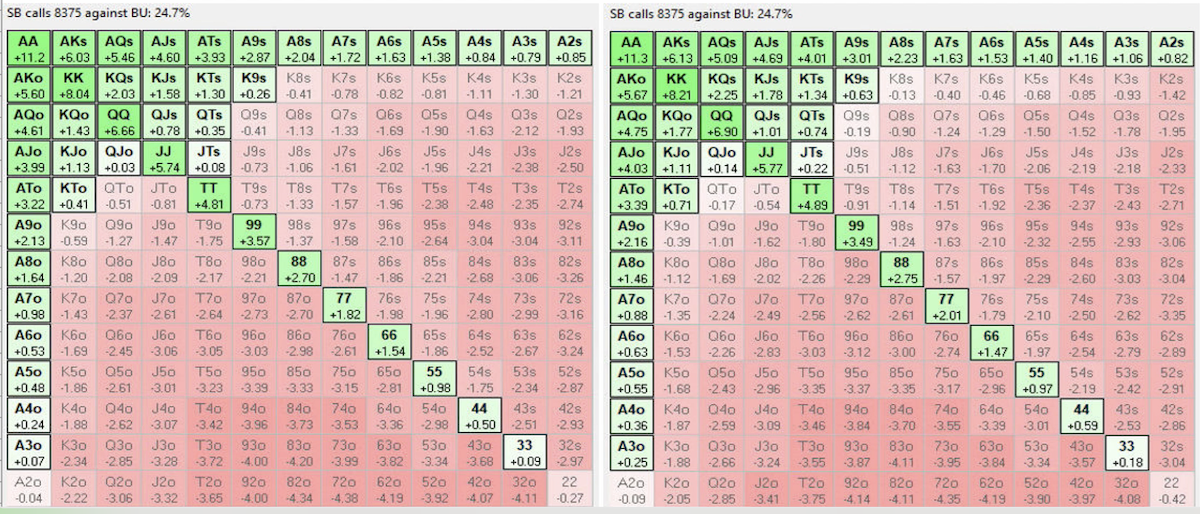 SB calls 8375 against BU: 24.7%
AA AKs AQs AJs ATs A9s A8s A7s A6s A5s A4s A3s A2s
+11.2 +6.03 +5.46 +4.60 +3.93 +2.87 +2.04 +1.72 +1.63 +1.38 +0.84 +0.79 +0.85
AKo KK KQs KJs KTs K9s K8s K7s K6s K5s K4s K3s K2s
+5.60 +8.04 +2.03 +1.58 +1.30 +0.26 -0.41 -0.78 -0.82 -0.81 -1.11 -1.30 -1.21
AQo KQo QQ QJs QTs Q9s Q8s Q7s Q6s Q5s Q4s Q3s Q2s
+4.61 +1.43 +6.66 +0.78 +0.35 -0.41 -1.13 -1.33 -1.69 -1.90 -1.63 -2.12 -1.93
AJo KJo QJo JJ JTs J9s J8s J7s J6s J5s J4s J3s J2s
+3.99 +1.13 +0.03 +5.74 +0.08 -0.73 -1.06 -1.61 -2.02 -1.96 -2.21 -2.38 -2.50
ATo KTo QTo JTo TT T9s T8s T7s T6s T5s T4s T3s T2s
+3.22 +0.41 -0.51 -0.81 +4.81 -0.73 -1.33 -1.57 -1.96 -2.38 -2.48 -2.35 -2.74
A9o K9o Q9o J9o T9o 99 98s 97s 96s 95s 94s 93s 92s
+2.13 -0.59 -1.27 -1.47 -1.75 +3.57 -1.37 -1.58 -2.10 -2.64 -3.04 -3.04 -3.11
A8o K8o Q8o J8o T8o 98o 88 87s 86s 85s 84s 83s 82s
+1.64 -1.20 -2.08 -2.09 -2.17 -2.21 +2.70 -1.47 -1.86 -2.21 -2.68 -3.06 -3.26
A7o K7o Q7o J7o T7o 97o 87o 77 76s 75s 74s 73s 72s
+0.98 -1.43 -2.37 -2.61 -2.64 -2.73 -2.70 +1.82 -1.98 -1.96 -2.80 -2.99 -3.16
A6o K6o Q6o J6o T6o 96o 86o 76o 66 65s 64s 63s 62s
+0.53 -1.69 -2.45 -3.06 -3.05 -3.03 -2.98 -2.61 +1.54 -1.86 -2.52 -2.67 -3.24
A5o K5o Q5o J5o T5o 95o 85o 75o 65o 55 54s 53s 52s
+0.48 -1.86 -2.61 -3.01 -3.23 -3.39 -3.33 -3.15 -2.81 +0.98 -1.75 -2.34 -2.87
A4o K4o Q4o J4o T4o 94o 84o 74o 64o 54o 44 43s 42s
+0.24 -1.88 -2.62 -3.07 -3.42 -3.96 -3.73 -3.53 -3.36 -2.98 +0.50 -2.51 -2.93
A3o K3o Q3o J3o T3o 93o 83o 73o 63o 53o 43o 33 32s
+0.07 -2.34 -2.85 -3.28 -3.72 -4.00 -4.20 -3.99 -3.82 -3.34 -3.68 +0.09 -2.97
A2o K2o Q2o J2o T2o 92o 82o 72o 62o 52o 42o 32o 22
-0.04 -2.22 -3.06 -3.32 -3.65 -4.00 -4.34 -4.38 -4.19 -3.92 -4.07 -4.11 -0.27
SB calls 8375 against BU: 24.7%
AA AKs AQs AJs ATs A9s A8s A7s A6s A5s A4s A3s A2s
+11.3 +6.13 +5.09 +4.69 +4.01 +3.01 +2.23 +1.63 +1.53 +1.40 +1.16 +1.06 +0.82
AKo KK KQs KJs KTs K9s K8s K7s K6s K5s K4s K3s K2s
+5.67 +8.21 +2.25 +1.78 +1.34 +0.63 -0.13 -0.40 -0.46 -0.68 -0.85 -0.93 -1.42
AQo KQo QQ QJs QTs Q9s Q8s Q7s Q6s Q5s Q4s Q3s Q2s
+4.75 +1.77 +6.90 +1.01 +0.74 -0.19 -0.90 -1.24 -1.29 -1.50 -1.52 -1.78 -1.95
AJo KJo QJo JJ JTs J9s J8s J7s J6s J5s J4s J3s J2s
+4.03 +1.11 +0.14 +5.77 +0.22 -0.51 -1.12 -1.63 -1.70 -2.06 -2.19 -2.18 -2.33
ATo KTo QTo JTo TT T9s T8s T7s T6s T5s T4s T3s T2s
+3.39 +0.71 -0.17 -0.54 +4.89 -0.91 -1.14 -1.51 -1.92 -2.36 -2.37 -2.43 -2.71
A9o K9o Q9o J9o T9o 99 98s 97s 96s 95s 94s 93s 92s
+2.16 -0.39 -1.01 -1.62 -1.80 +3.49 -1.24 -1.63 -2.10 -2.32 -2.55 -2.93 -3.06
A8o K8o Q8o J8o T8o 98o 88 87s 86s 85s 84s 83s 82s
+1.46 -1.12 -1.69 -2.02 -2.26 -2.29 +2.75 -1.57 -1.97 -2.29 -2.60 -3.03 -3.04
A7o K7o Q7o J7o T7o 97o 87o 77 76s 75s 74s 73s 72s
+0.88 -1.35 -2.24 -2.49 -2.56 -2.62 -2.61 +2.01 -1.79 -2.10 -2.50 -2.62 -3.35
A6o K6o Q6o J6o T6o 96o 86o 76o 66 65s 64s 63s 62s
+0.63 -1.53 -2.26 -2.83 -3.03 -3.12 -3.00 -2.74 +1.47 -1.97 -2.54 -2.79 -2.89
A5o K5o Q5o J5o T5o 95o 85o 75o 65o 55 54s 53s 52s
+0.55 -1.68 -2.43 -2.96 -3.35 -3.37 -3.35 -3.17 -2.96 +0.97 -2.19 -2.42 -2.91
A4o K4o Q4o J4o T4o 94o 84o 74o 64o 54o 44 43s 42s
+0.36 -1.87 -2.59 -3.09 -3.46 -3.84 -3.70 -3.55 -3.39 -3.01 +0.59 -2.53 -2.86
A3o K3o Q3o J3o T3o 93o 83o 73o 63o 53o 43o 33 32s
+0.25 -1.88 -2.66 -3.24 -3.55 -3.87 -4.11 -3.95 -3.84 -3.34 -3.57 +0.18 -3.04
A2o K2o Q2o J2o T2o 92o 82o 72o 62o 52o 42o 32o 22
-0.09 -2.05 -2.85 -3.41 -3.75 -4.14 -4.11 -4.35 -4.19 -3.90 -3.97 -4.08 -0.42